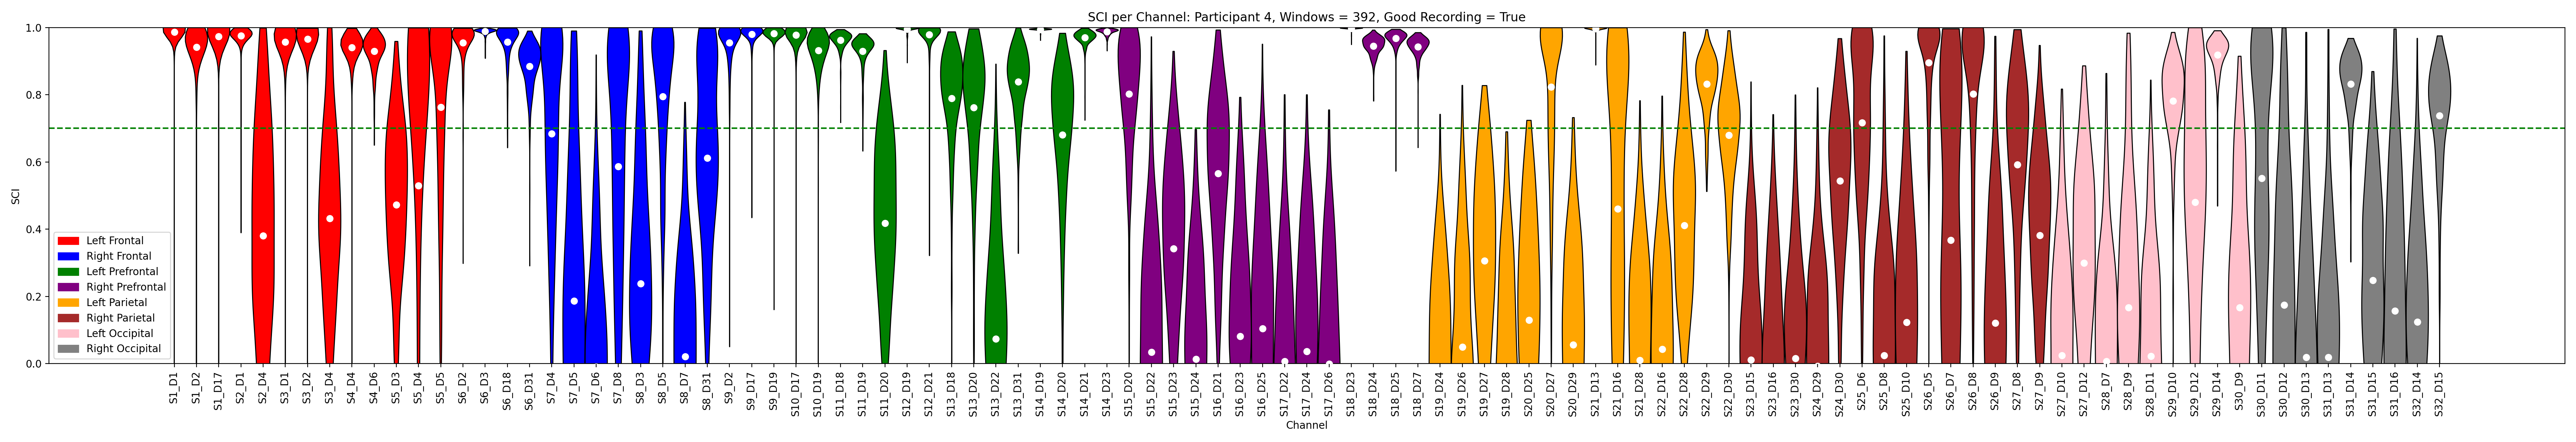 SCI per Channel: Participant 4, Windows = 392, Good Recording = True
1.0
0.8
0.6
0.4
0.2
0.0
SCI
Left Frontal
Right Frontal
Left Prefrontal
Right Prefrontal
Left Parietal
Right Parietal
Left Occipital
Right Occipital
S1_D1
S1_D2
S1_D17
S2_D1
S2_D4
S3_D1
S3_D2
S3_D4
S4_D4
S4_D6
S5_D3
S5_D4
S5_D5
S6_D2
S6_D3
S6_D18
S6_D31
S7_D4
S7_D5
S7_D6
S7_D8
S8_D3
S8_D5
S8_D7
S8_D31
S9_D2
S9_D17
S9_D19
S10_D17
S10_D19
S11_D18
S11_D19
S11_D20
S12_D19
S12_D21
S13_D18
S13_D20
S13_D22
S13_D31
S14_D19
S14_D20
S14_D21
S14_D23
S15_D20
S15_D22
S15_D23
S15_D24
S16_D21
S16_D23
S16_D25
S17_D22
S17_D24
S17_D26
S18_D23
S18_D24
S18_D25
S18_D27
S19_D24
S19_D26
S19_D27
S19_D28
S20_D25
S20_D27
S20_D29
S21_D13
S21_D16
S21_D28
S22_D16
S22_D28
S22_D29
S22_D30
S23_D15
S23_D16
S23_D30
S24_D29
S24_D30
S25_D6
S25_D8
S25_D10
S26_D5
S26_D7
S26_D8
S26_D9
S27_D8
S27_D9
S27_D10
S27_D12
S28_D7
S28_D9
S28_D11
S29_D10
S29_D12
S29_D14
S30_D9
S30_D11
S30_D12
S30_D13
S31_D13
S31_D14
S31_D15
S31_D16
S32_D14
S32_D15
Channel